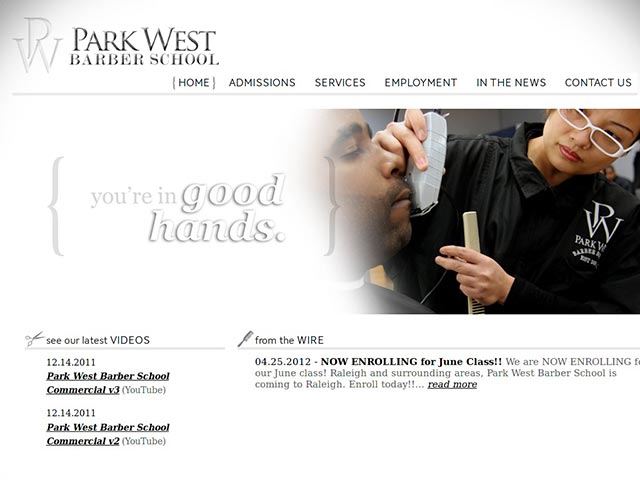 PARK WEST
BARBER SCHOOL
{ HOME } ADMISSIONS SERVICES EMPLOYMENT IN THE NEWS CONTACT US
{ you're in good
hands. }
PARK WEST
BARBER
see our latest VIDEOS
12.14.2011
Park West Barber School
Commercial v3 (YouTube)
12.14.2011
Park West Barber School
Commercial v2 (YouTube)
from the WIRE
04.25.2012 - NOW ENROLLING for June Class!! We are NOW ENROLLING f
our June class! Raleigh and surrounding areas, Park West Barber School is
coming to Raleigh. Enroll today!!... read more